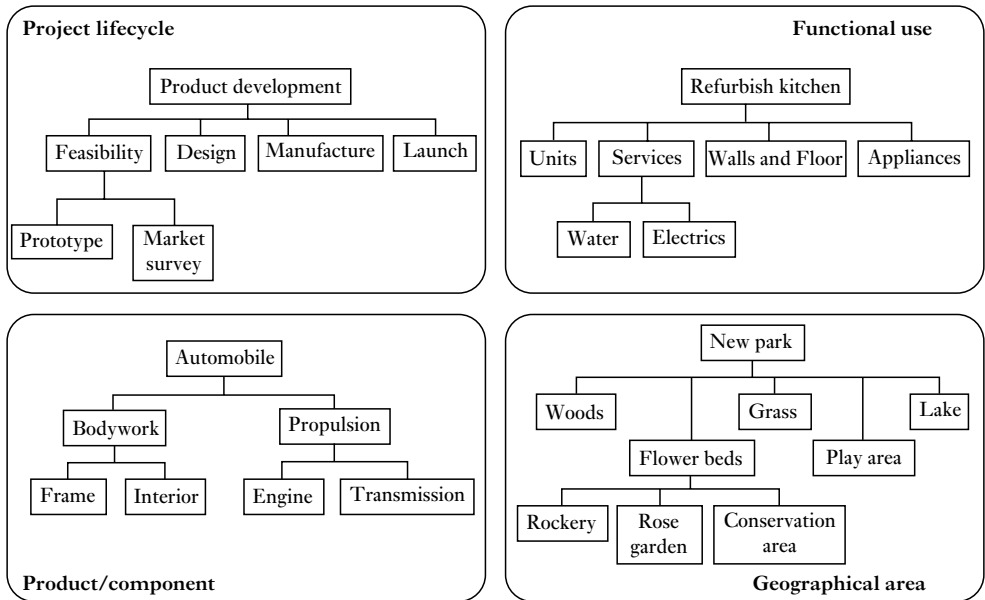 Project lifecycle
Product development
Feasibility
Design
Manufacture
Launch
Prototype
Market
survey
Functional use
Refurbish kitchen
Units
Services
Walls and Floor
Appliances
Water
Electrics
Automobile
Bodywork
Propulsion
Frame
Interior
Engine
Transmission
Product/component
New park
Woods
Grass
Lake
Flower beds
Play area
Rockery
Rose
garden
Conservation
area
Geographical area